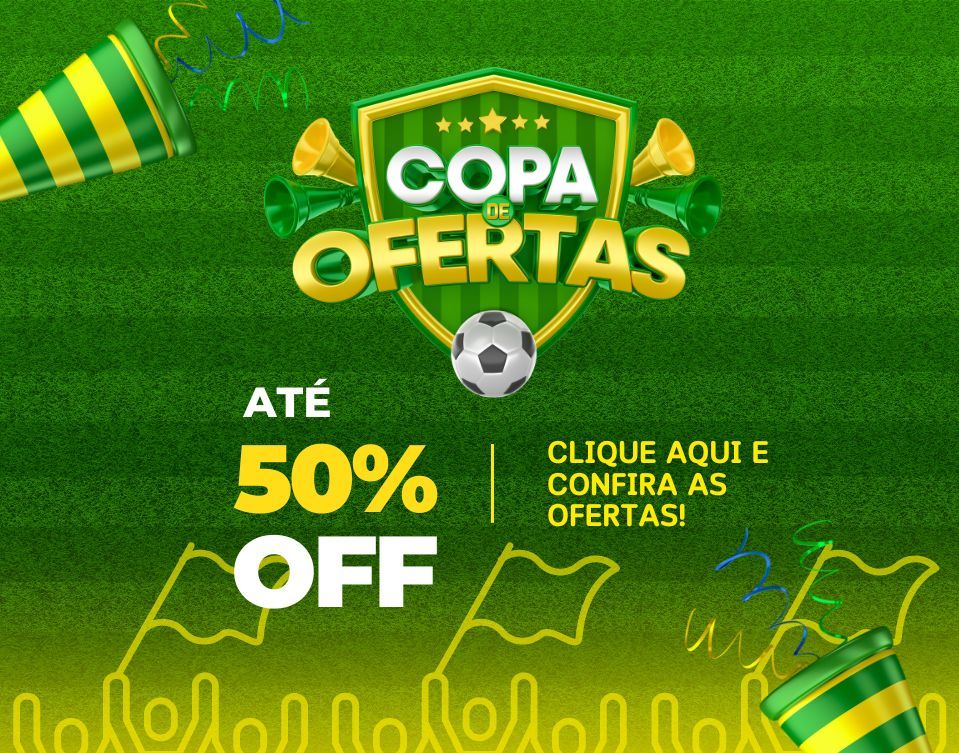 COPA
DE
OFERTAS
ATÉ
50%
OFF
CLIQUE AQUI E
CONFIRA AS
OFERTAS!